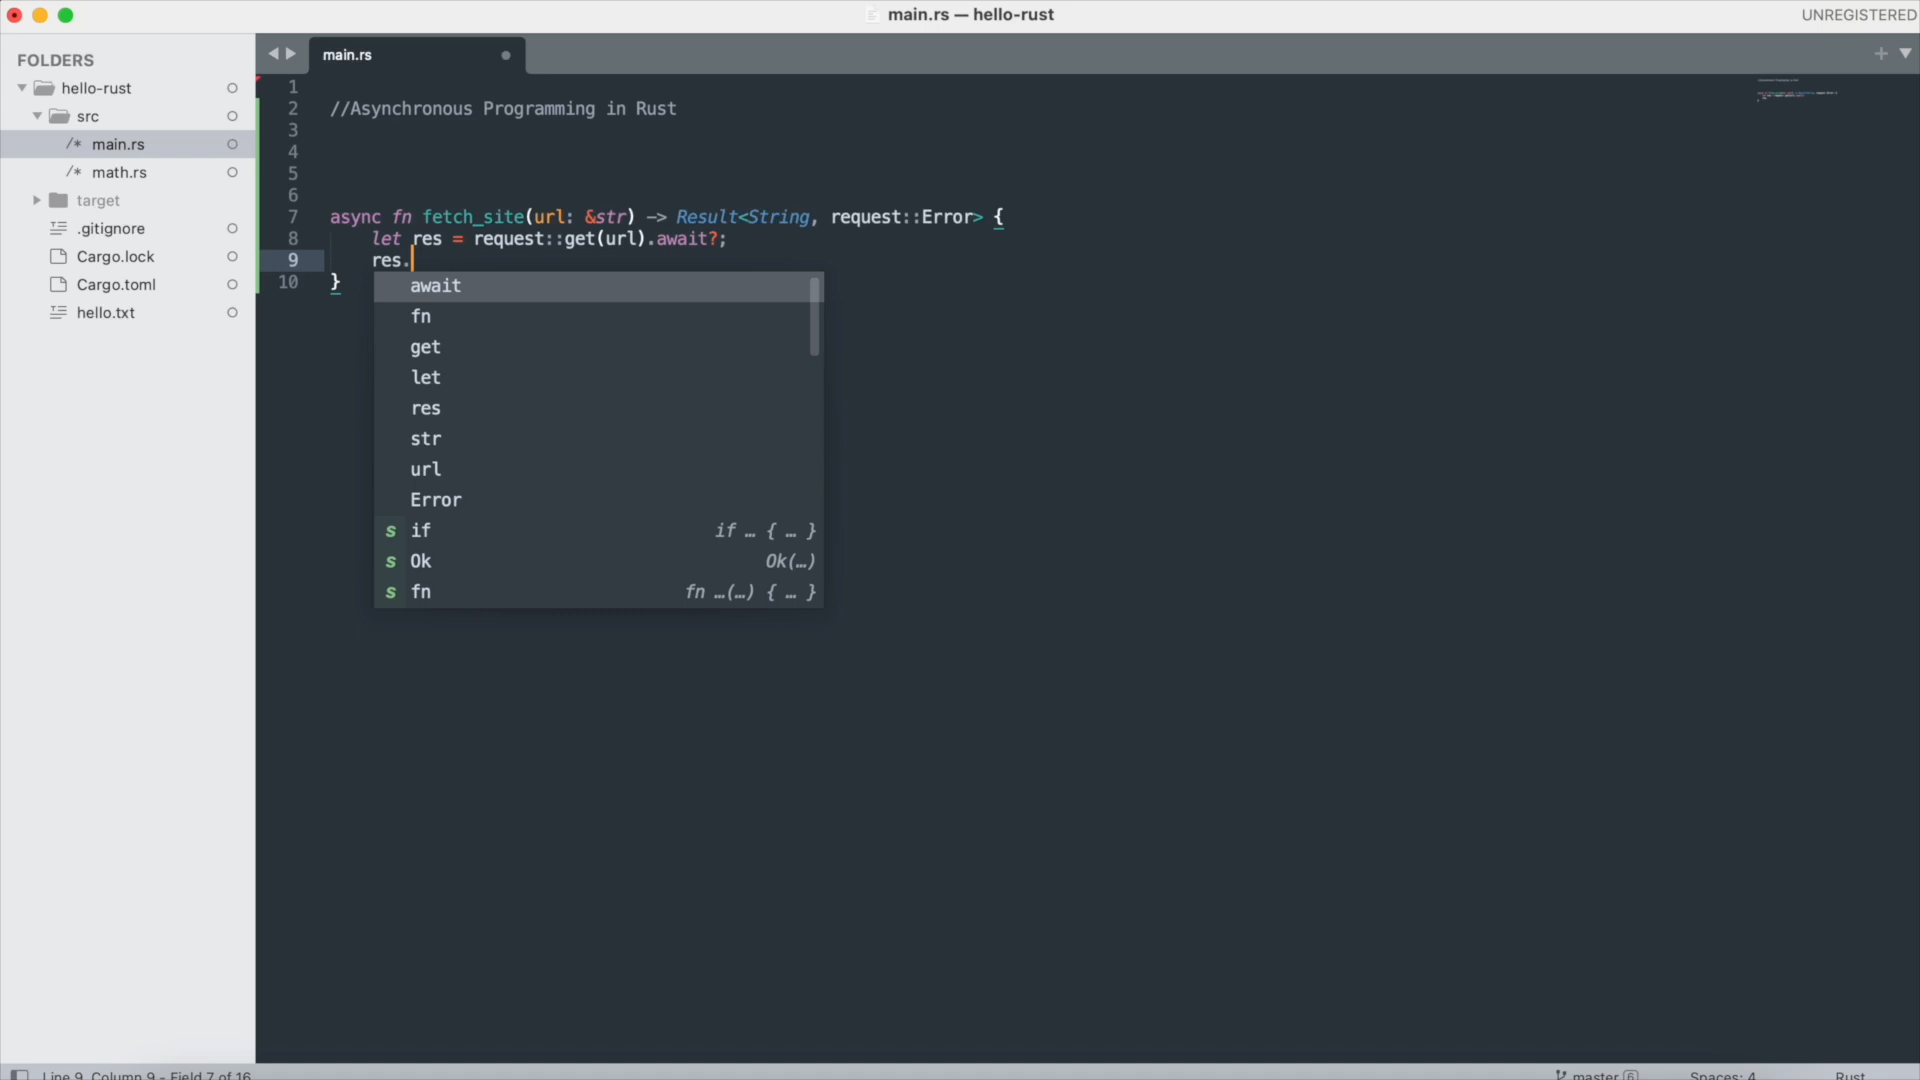 main.rs — hello-rust
UNREGISTERED
FOLDERS
hello-rust
src
/* main.rs
/* math.rs
target
.gitignore
Cargo.lock
Cargo.toml
hello.txt
main.rs
1
2 //Asynchronous Programming in Rust
3
4
5
6
7 async fn fetch_site(url: &str) -> Result<String, request::Error> {
8 let res = request::get(url).await?;
9 res.
10 }
await
fn
get
let
res
str
url
Error
s if if … { … }
s Ok Ok(…)
s fn fn …(…) { … }
Line 9, Column 9 - Field 7 of 16
master 6
Spaces: 4
Rust